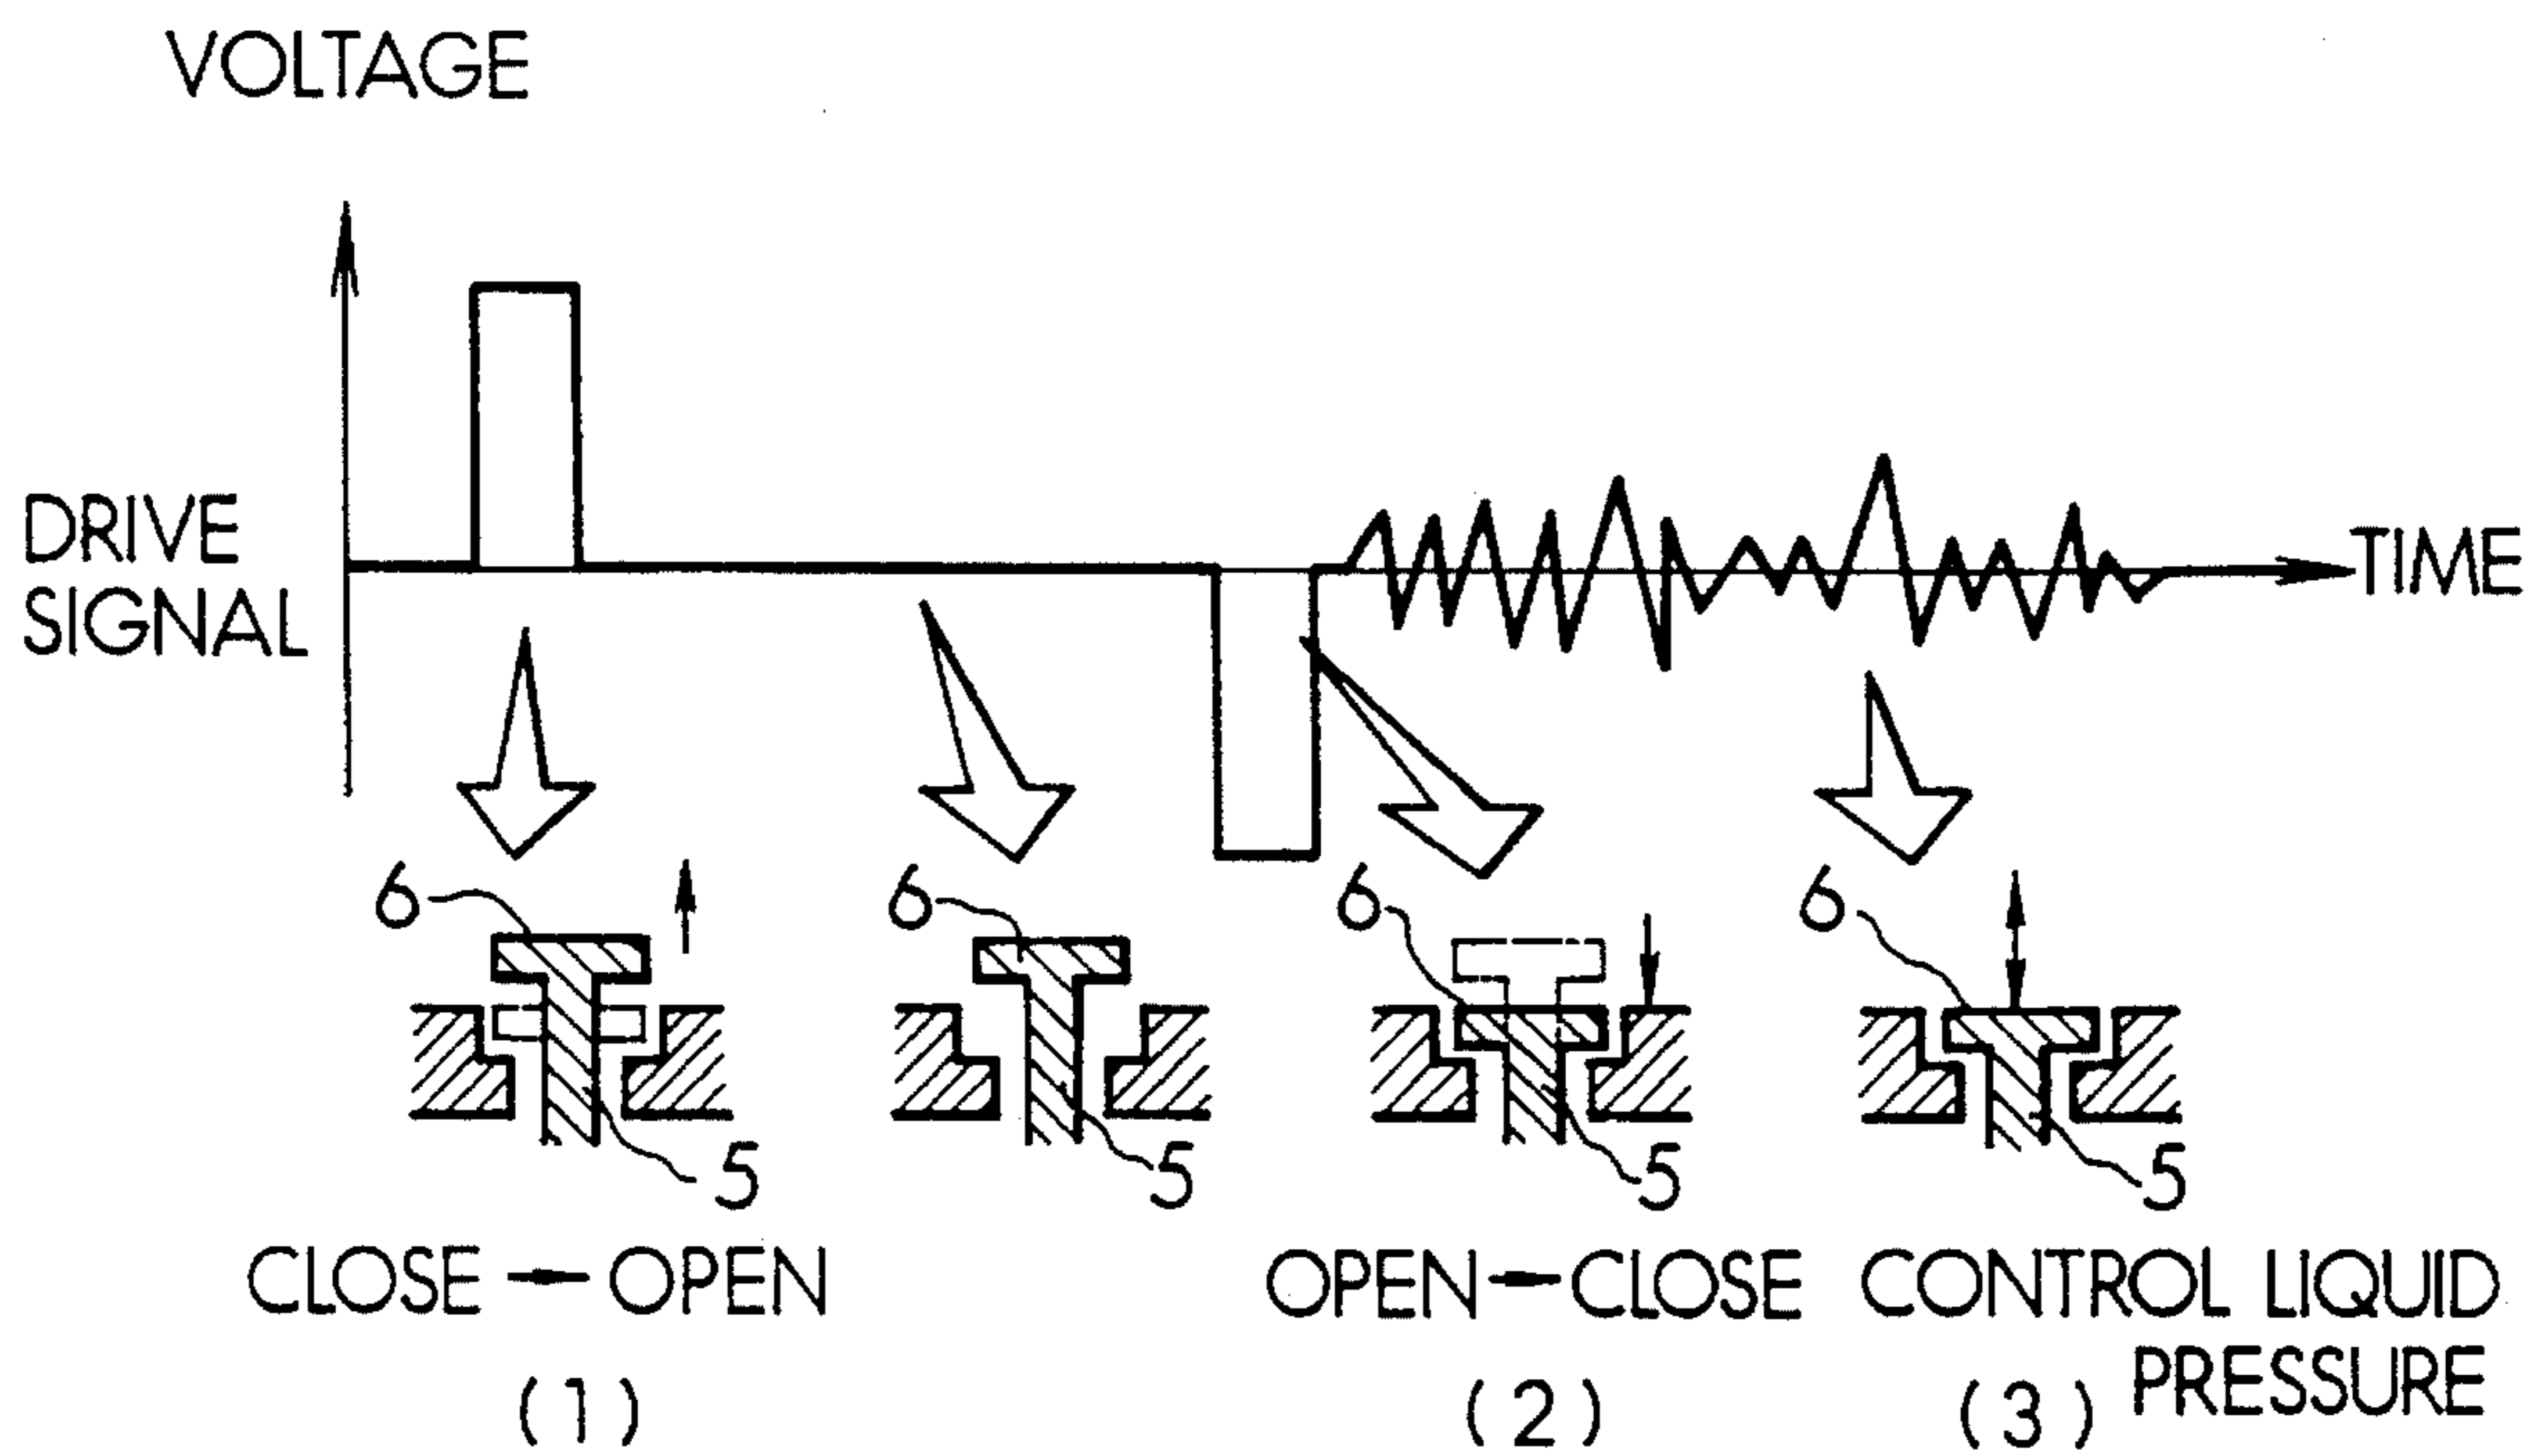 VOLTAGE
DRIVE
SIGNAL
TIME
6
6
6
6
5
5
5
5
CLOSE → OPEN
OPEN → CLOSE
CONTROL LIQUID
PRESSURE
(1)
(2)
(3)